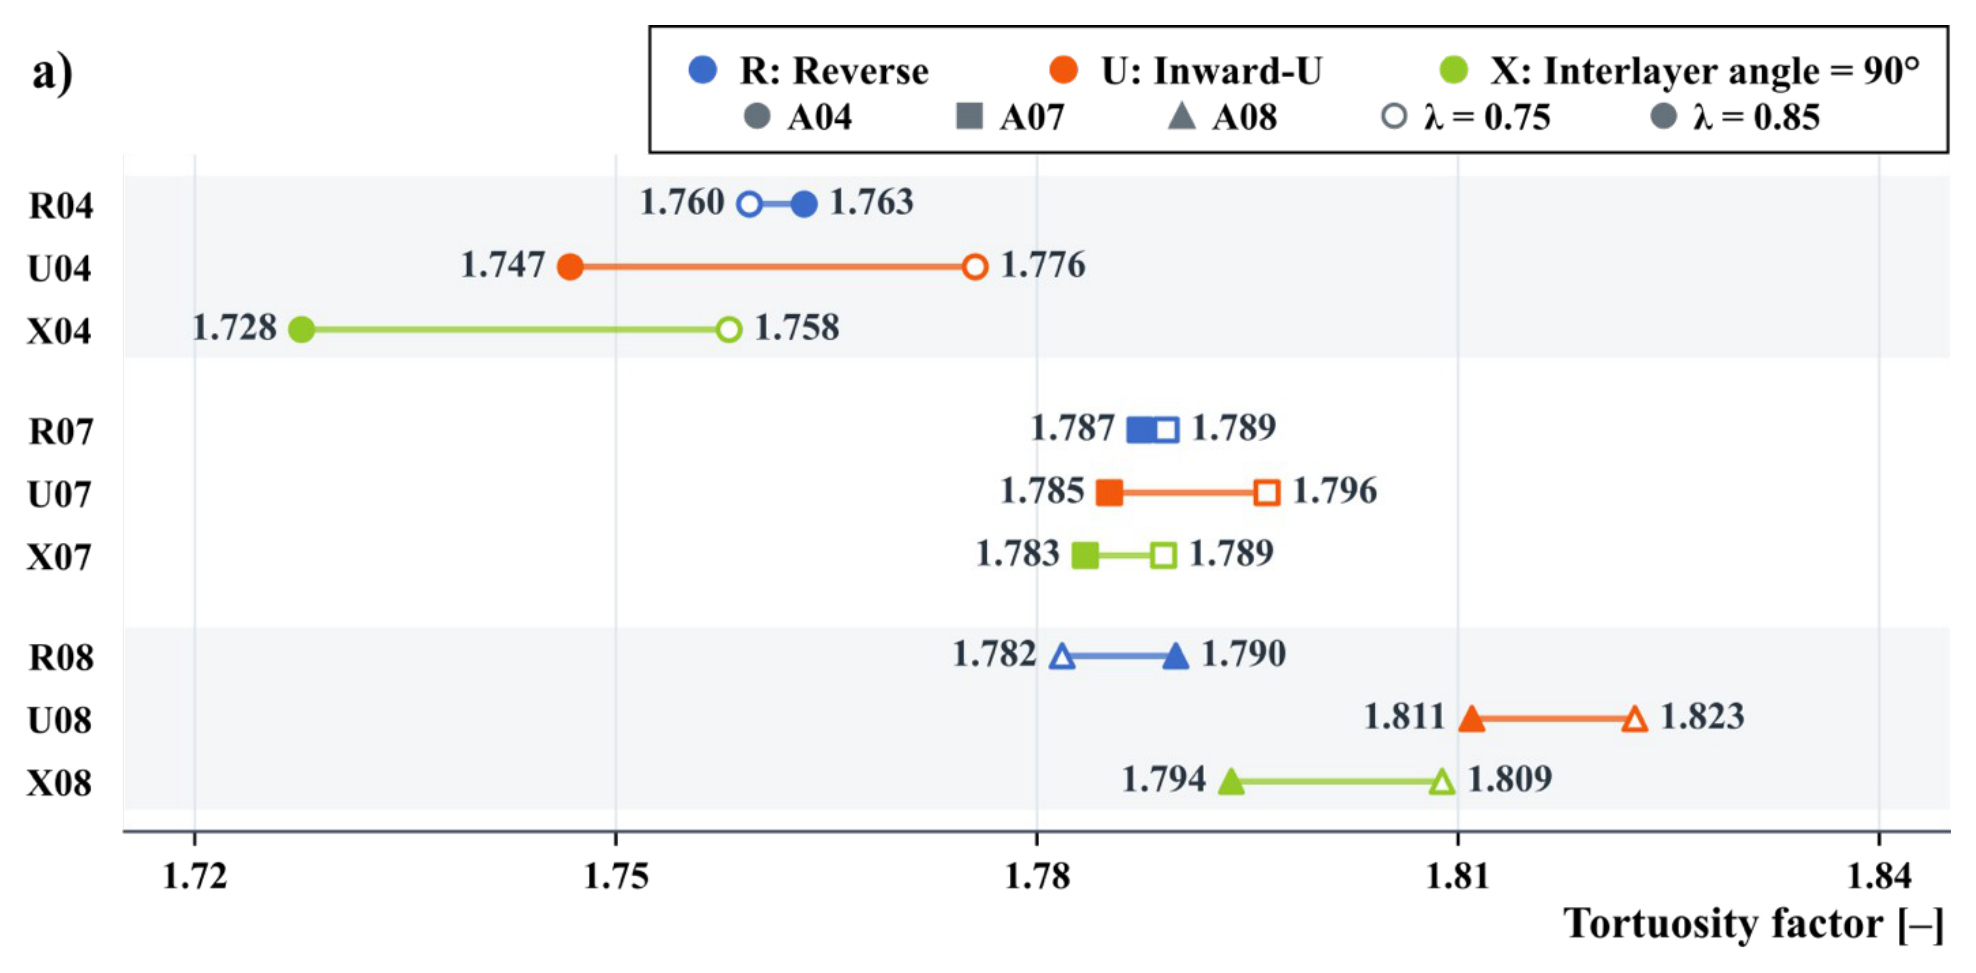 a)
R: Reverse U: Inward-U X: Interlayer angle = 90°
A04 A07 A08 λ = 0.75 λ = 0.85
R04 1.760 1.763
U04 1.747 1.776
X04 1.728 1.758
R07 1.787 1.789
U07 1.785 1.796
X07 1.783 1.789
R08 1.782 1.790
U08 1.811 1.823
X08 1.794 1.809
1.72 1.75 1.78 1.81 1.84
Tortuosity factor [–]